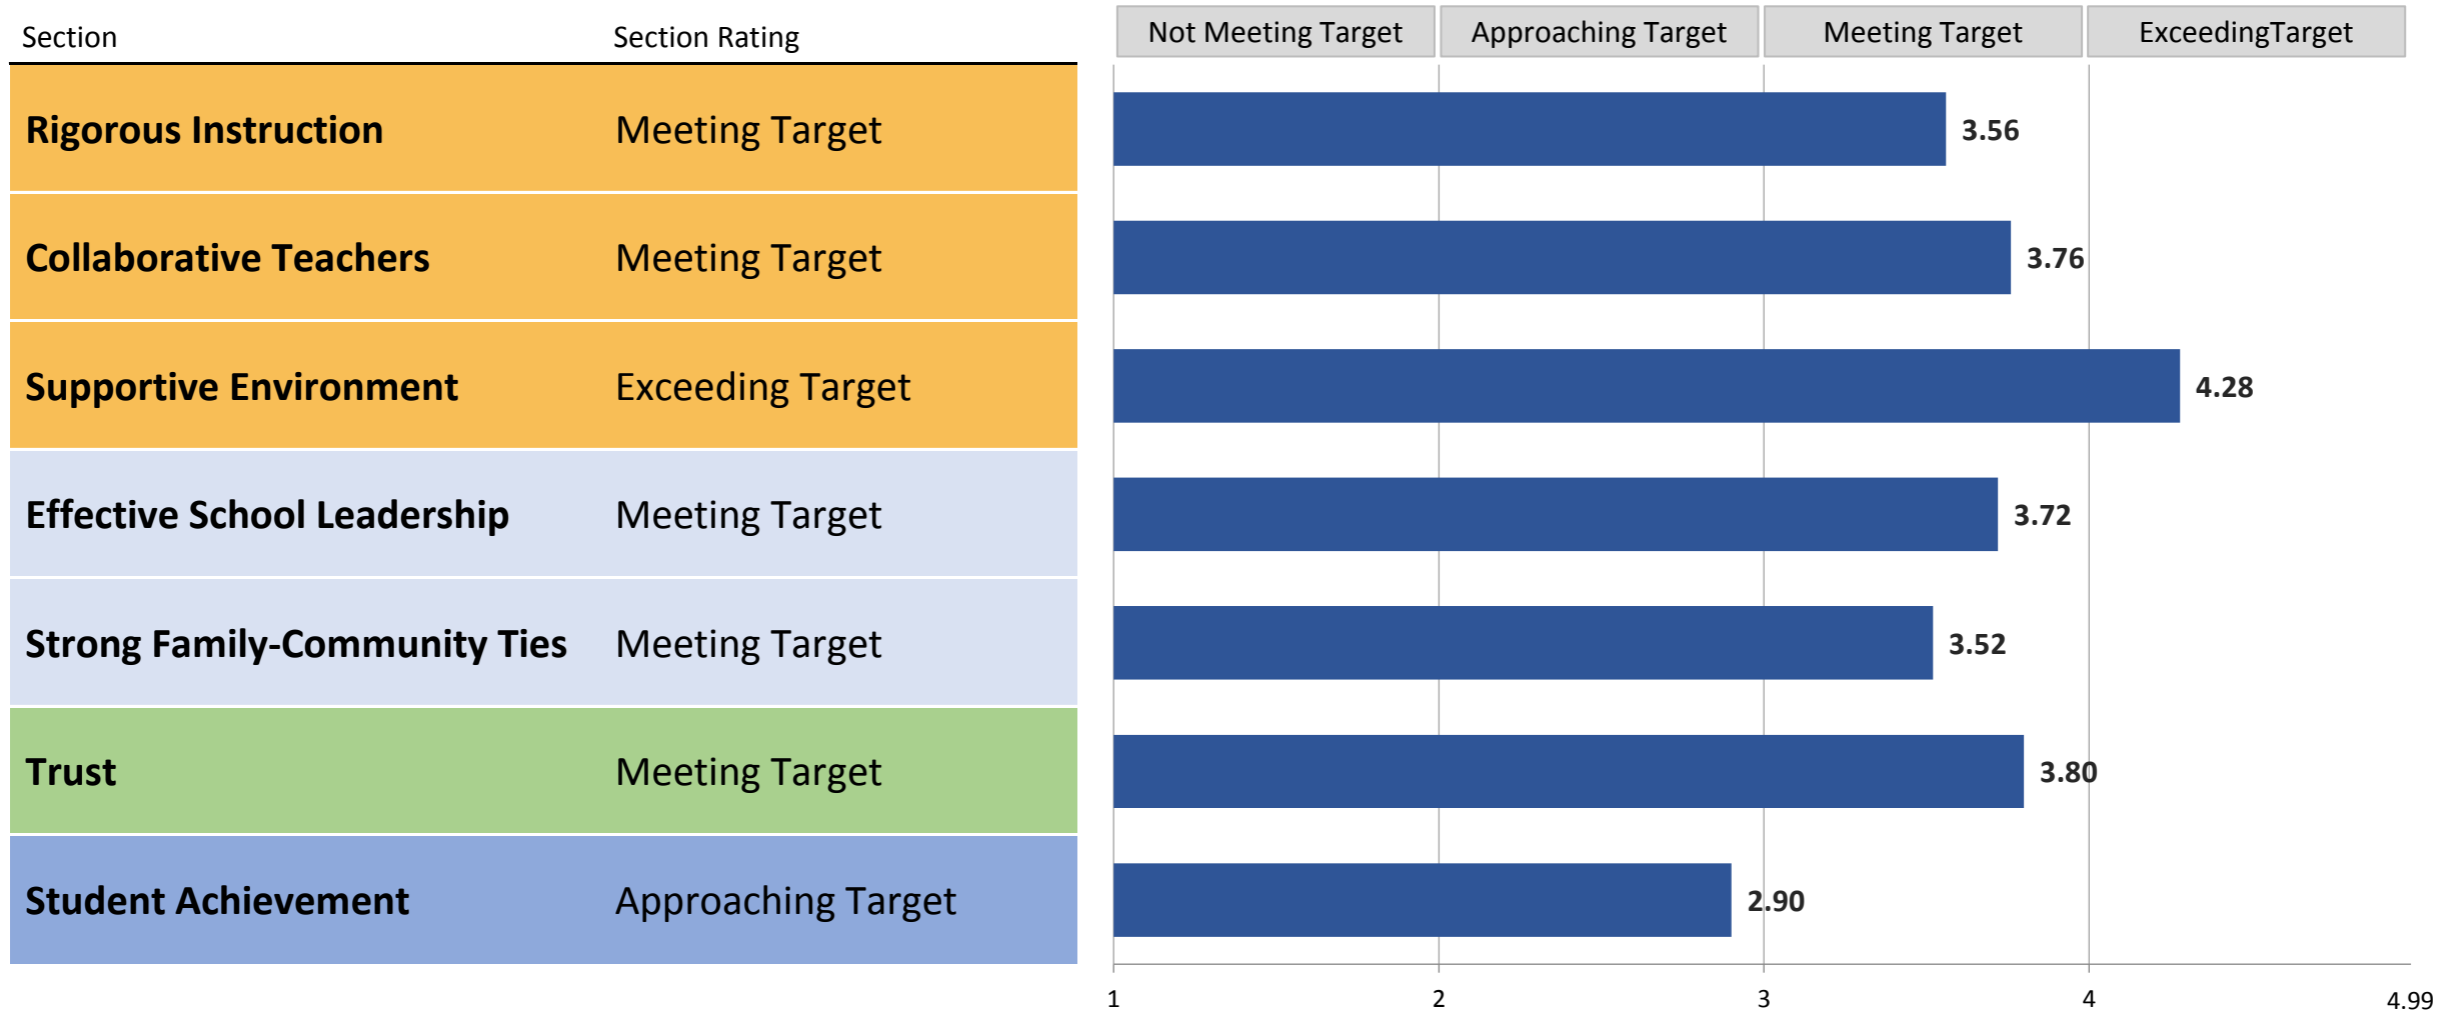 Section Section Rating Not Meeting Target Approaching Target Meeting Target ExceedingTarget
Rigorous Instruction Meeting Target 3.56
Collaborative Teachers Meeting Target 3.76
Supportive Environment Exceeding Target 4.28
Effective School Leadership Meeting Target 3.72
Strong Family-Community Ties Meeting Target 3.52
Trust Meeting Target 3.80
Student Achievement Approaching Target 2.90
1 2 3 4 4.99